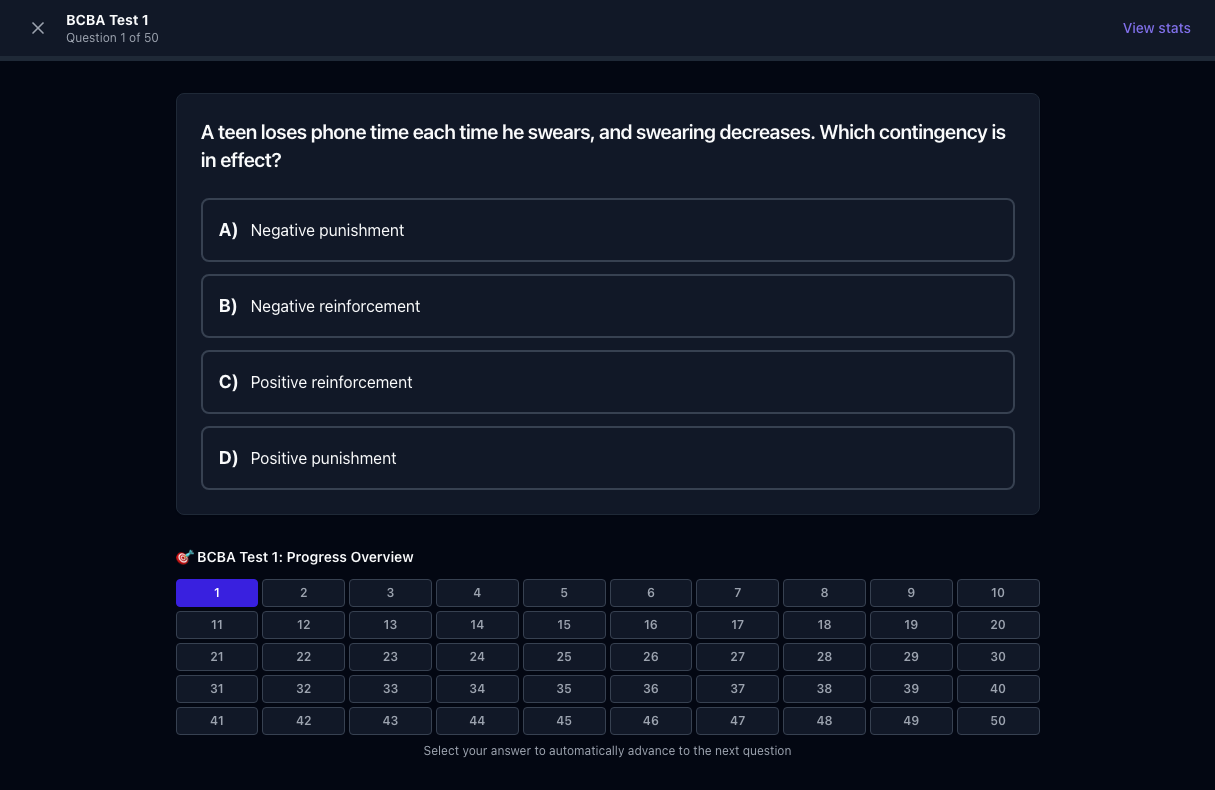 BCBA Test 1
Question 1 of 50
View stats
A teen loses phone time each time he swears, and swearing decreases. Which contingency is
in effect?
A) Negative punishment
B) Negative reinforcement
C) Positive reinforcement
D) Positive punishment
🎯 BCBA Test 1: Progress Overview
1 2 3 4 5 6 7 8 9 10
11 12 13 14 15 16 17 18 19 20
21 22 23 24 25 26 27 28 29 30
31 32 33 34 35 36 37 38 39 40
41 42 43 44 45 46 47 48 49 50
Select your answer to automatically advance to the next question